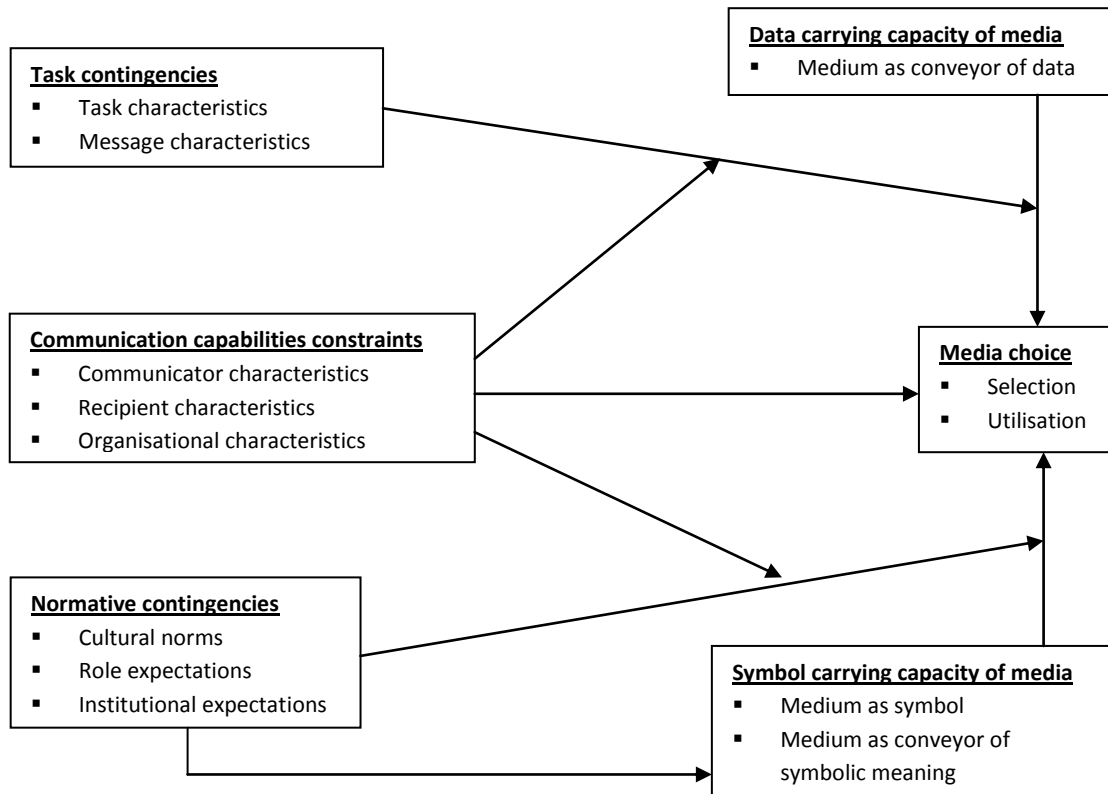 Data carrying capacity of media
▪ Medium as conveyor of data
Task contingencies
▪ Task characteristics
▪ Message characteristics
Communication capabilities constraints
▪ Communicator characteristics
▪ Recipient characteristics
▪ Organisational characteristics
Media choice
▪ Selection
▪ Utilisation
Normative contingencies
▪ Cultural norms
▪ Role expectations
▪ Institutional expectations
Symbol carrying capacity of media
▪ Medium as symbol
▪ Medium as conveyor of
symbolic meaning